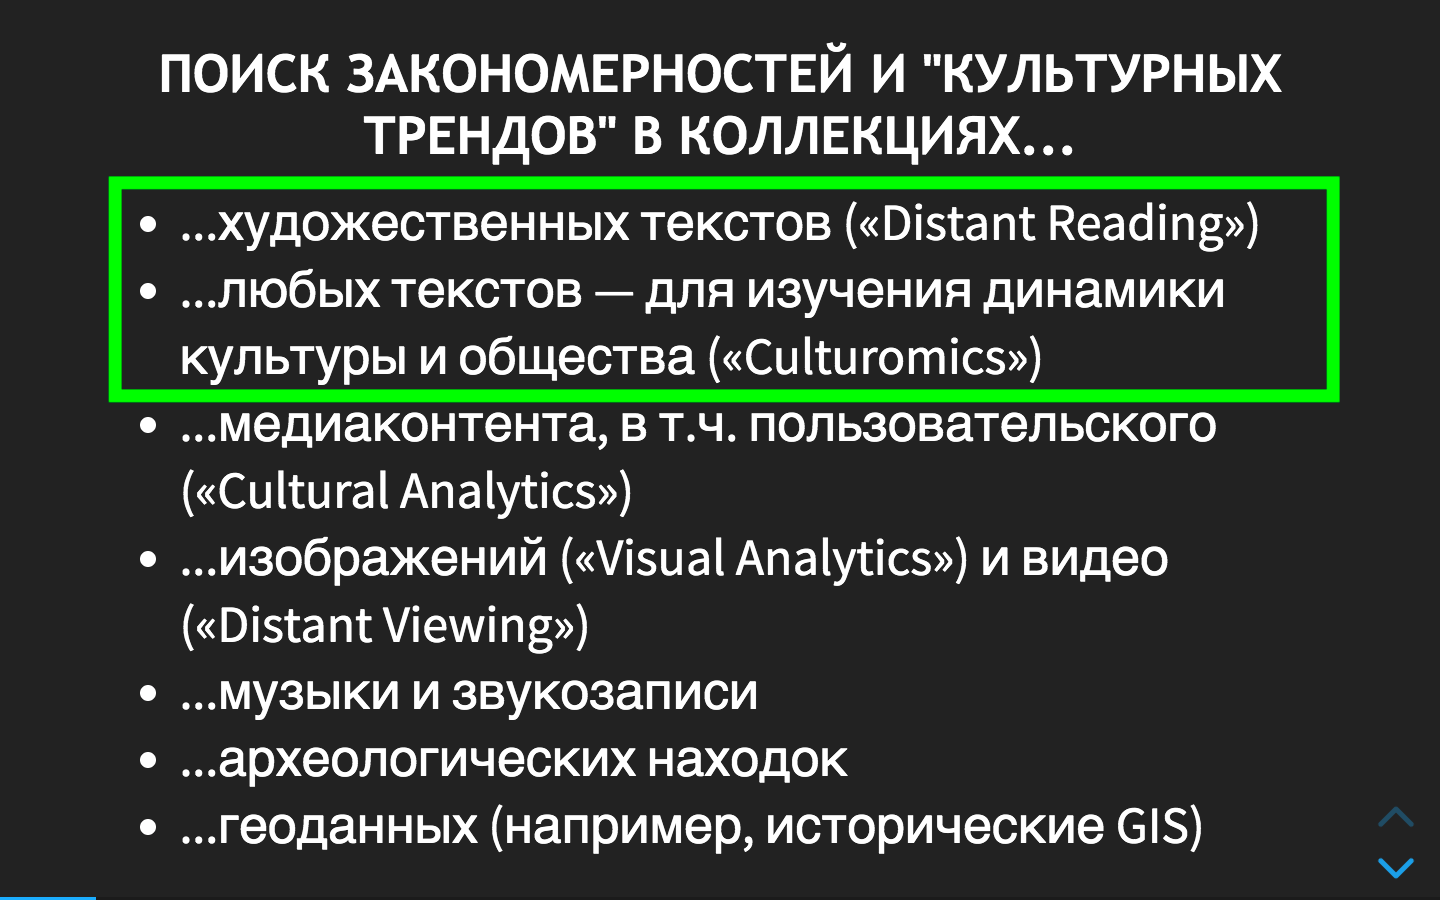 ПОИСК ЗАКОНОМЕРНОСТЕЙ И "КУЛЬТУРНЫХ
ТРЕНДОВ" В КОЛЛЕКЦИЯХ...
• ...художественных текстов («Distant Reading»)
• ...любых текстов — для изучения динамики
культуры и общества («Culturomics»)
• ...медиаконтента, в т.ч. пользовательского
(«Cultural Analytics»)
• ...изображений («Visual Analytics») и видео
(«Distant Viewing»)
• ...музыки и звукозаписи
• ...археологических находок
• ...геоданных (например, исторические GIS)